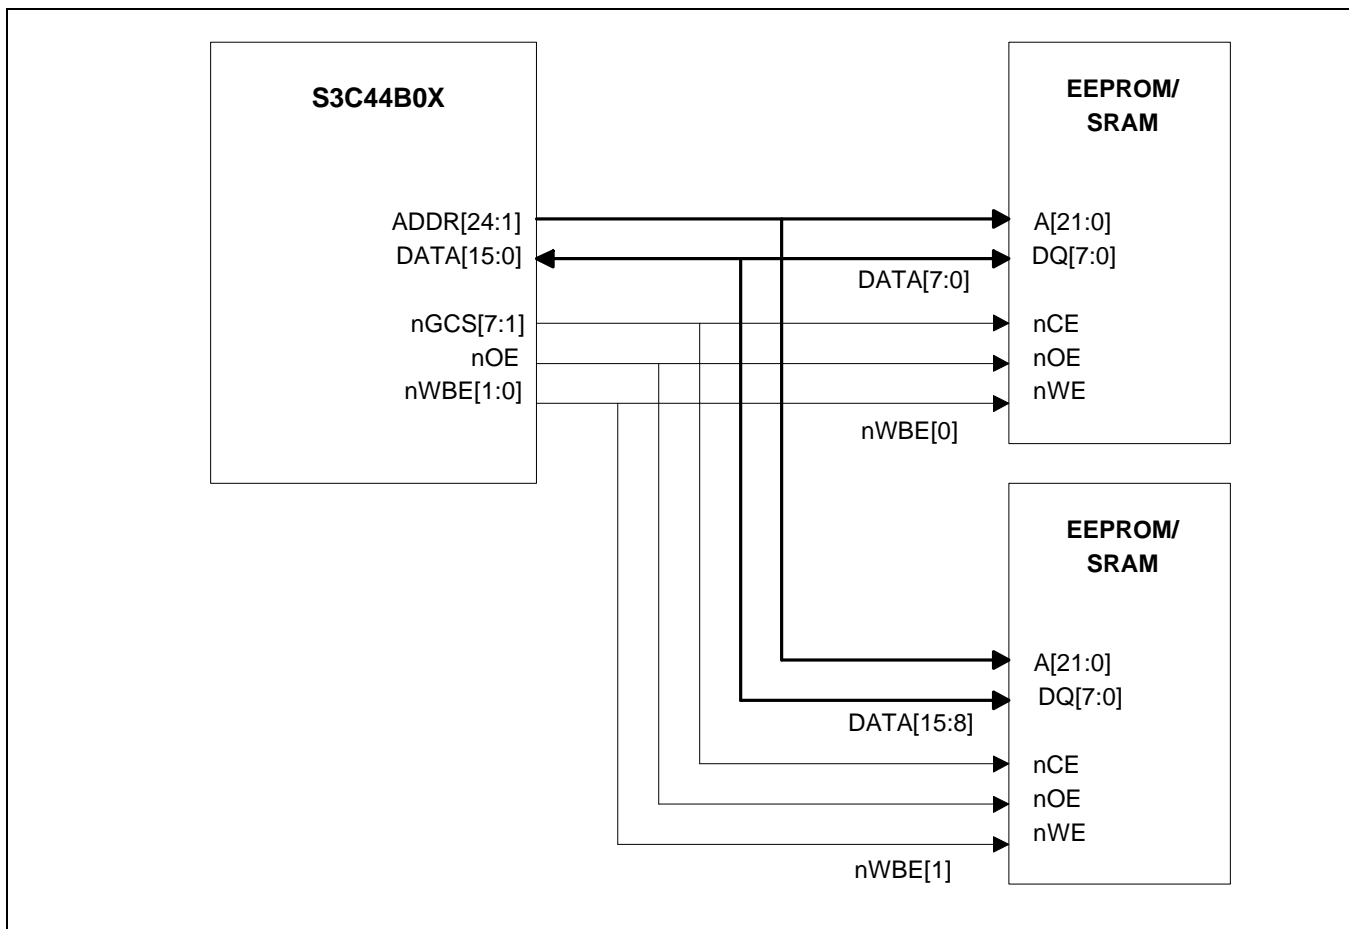 S3C44B0X
ADDR[24:1]
DATA[15:0]
nGCS[7:1]
nOE
nWBE[1:0]
EEPROM/
SRAM
A[21:0]
DQ[7:0]
DATA[7:0]
nCE
nOE
nWE
nWBE[0]
EEPROM/
SRAM
A[21:0]
DQ[7:0]
DATA[15:8]
nCE
nOE
nWE
nWBE[1]